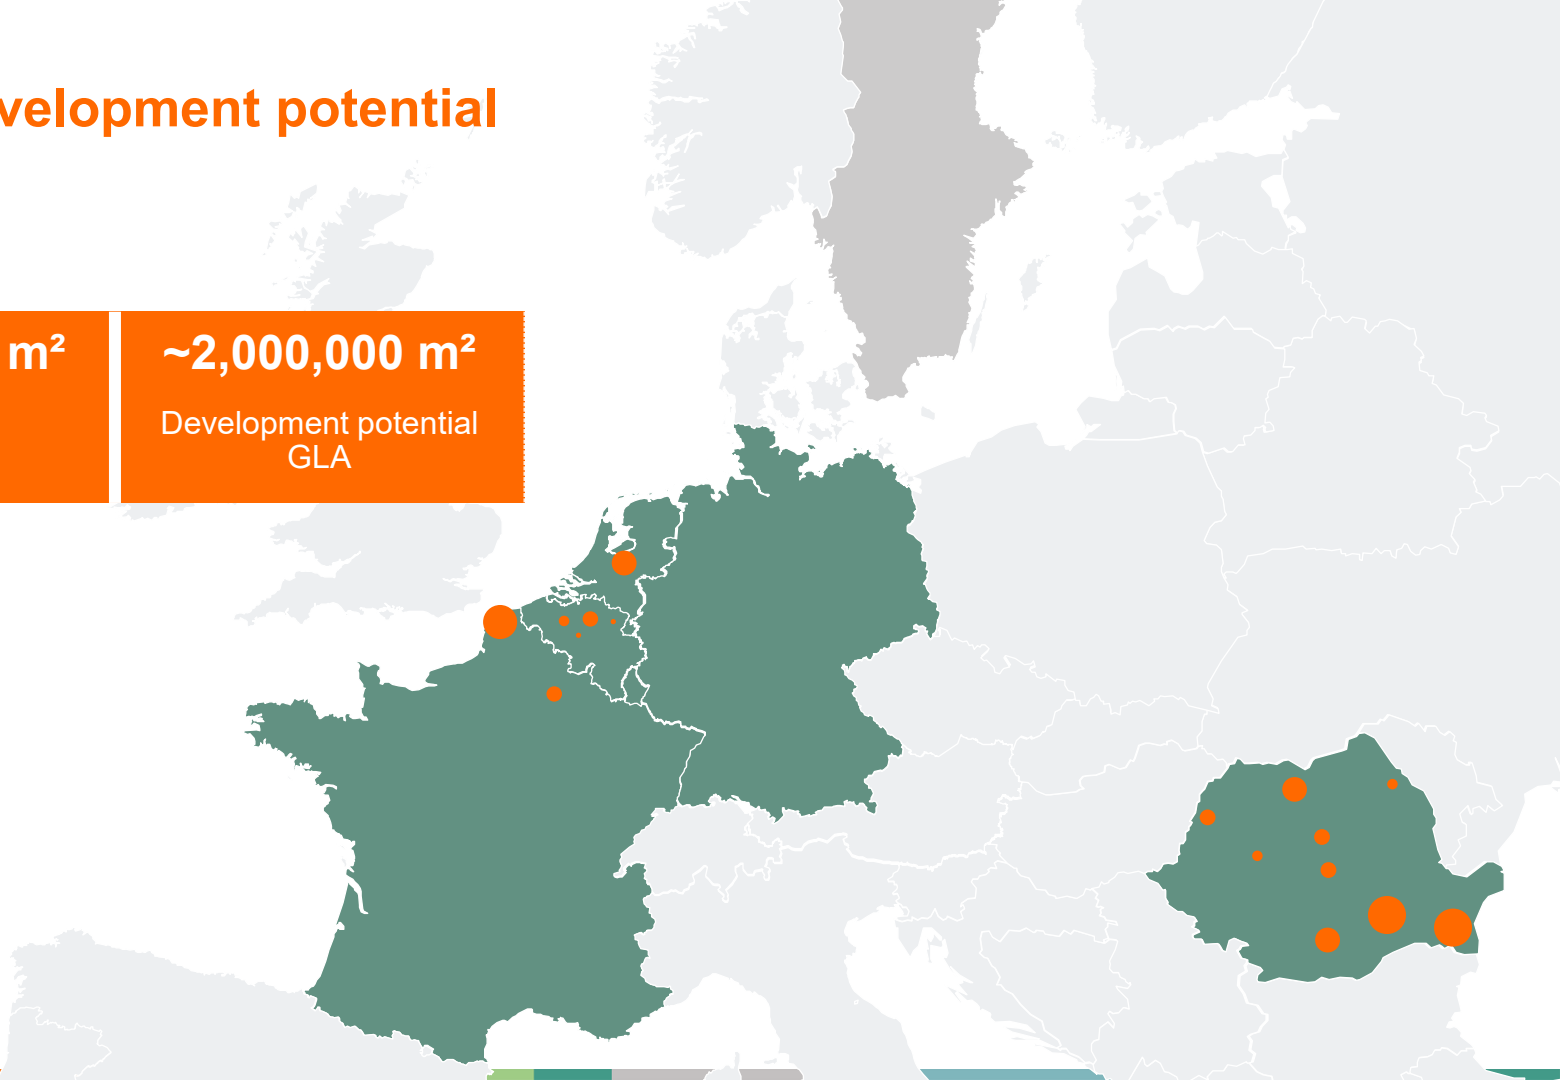 velopment potential
m²
~2,000,000 m²
Development potential
GLA